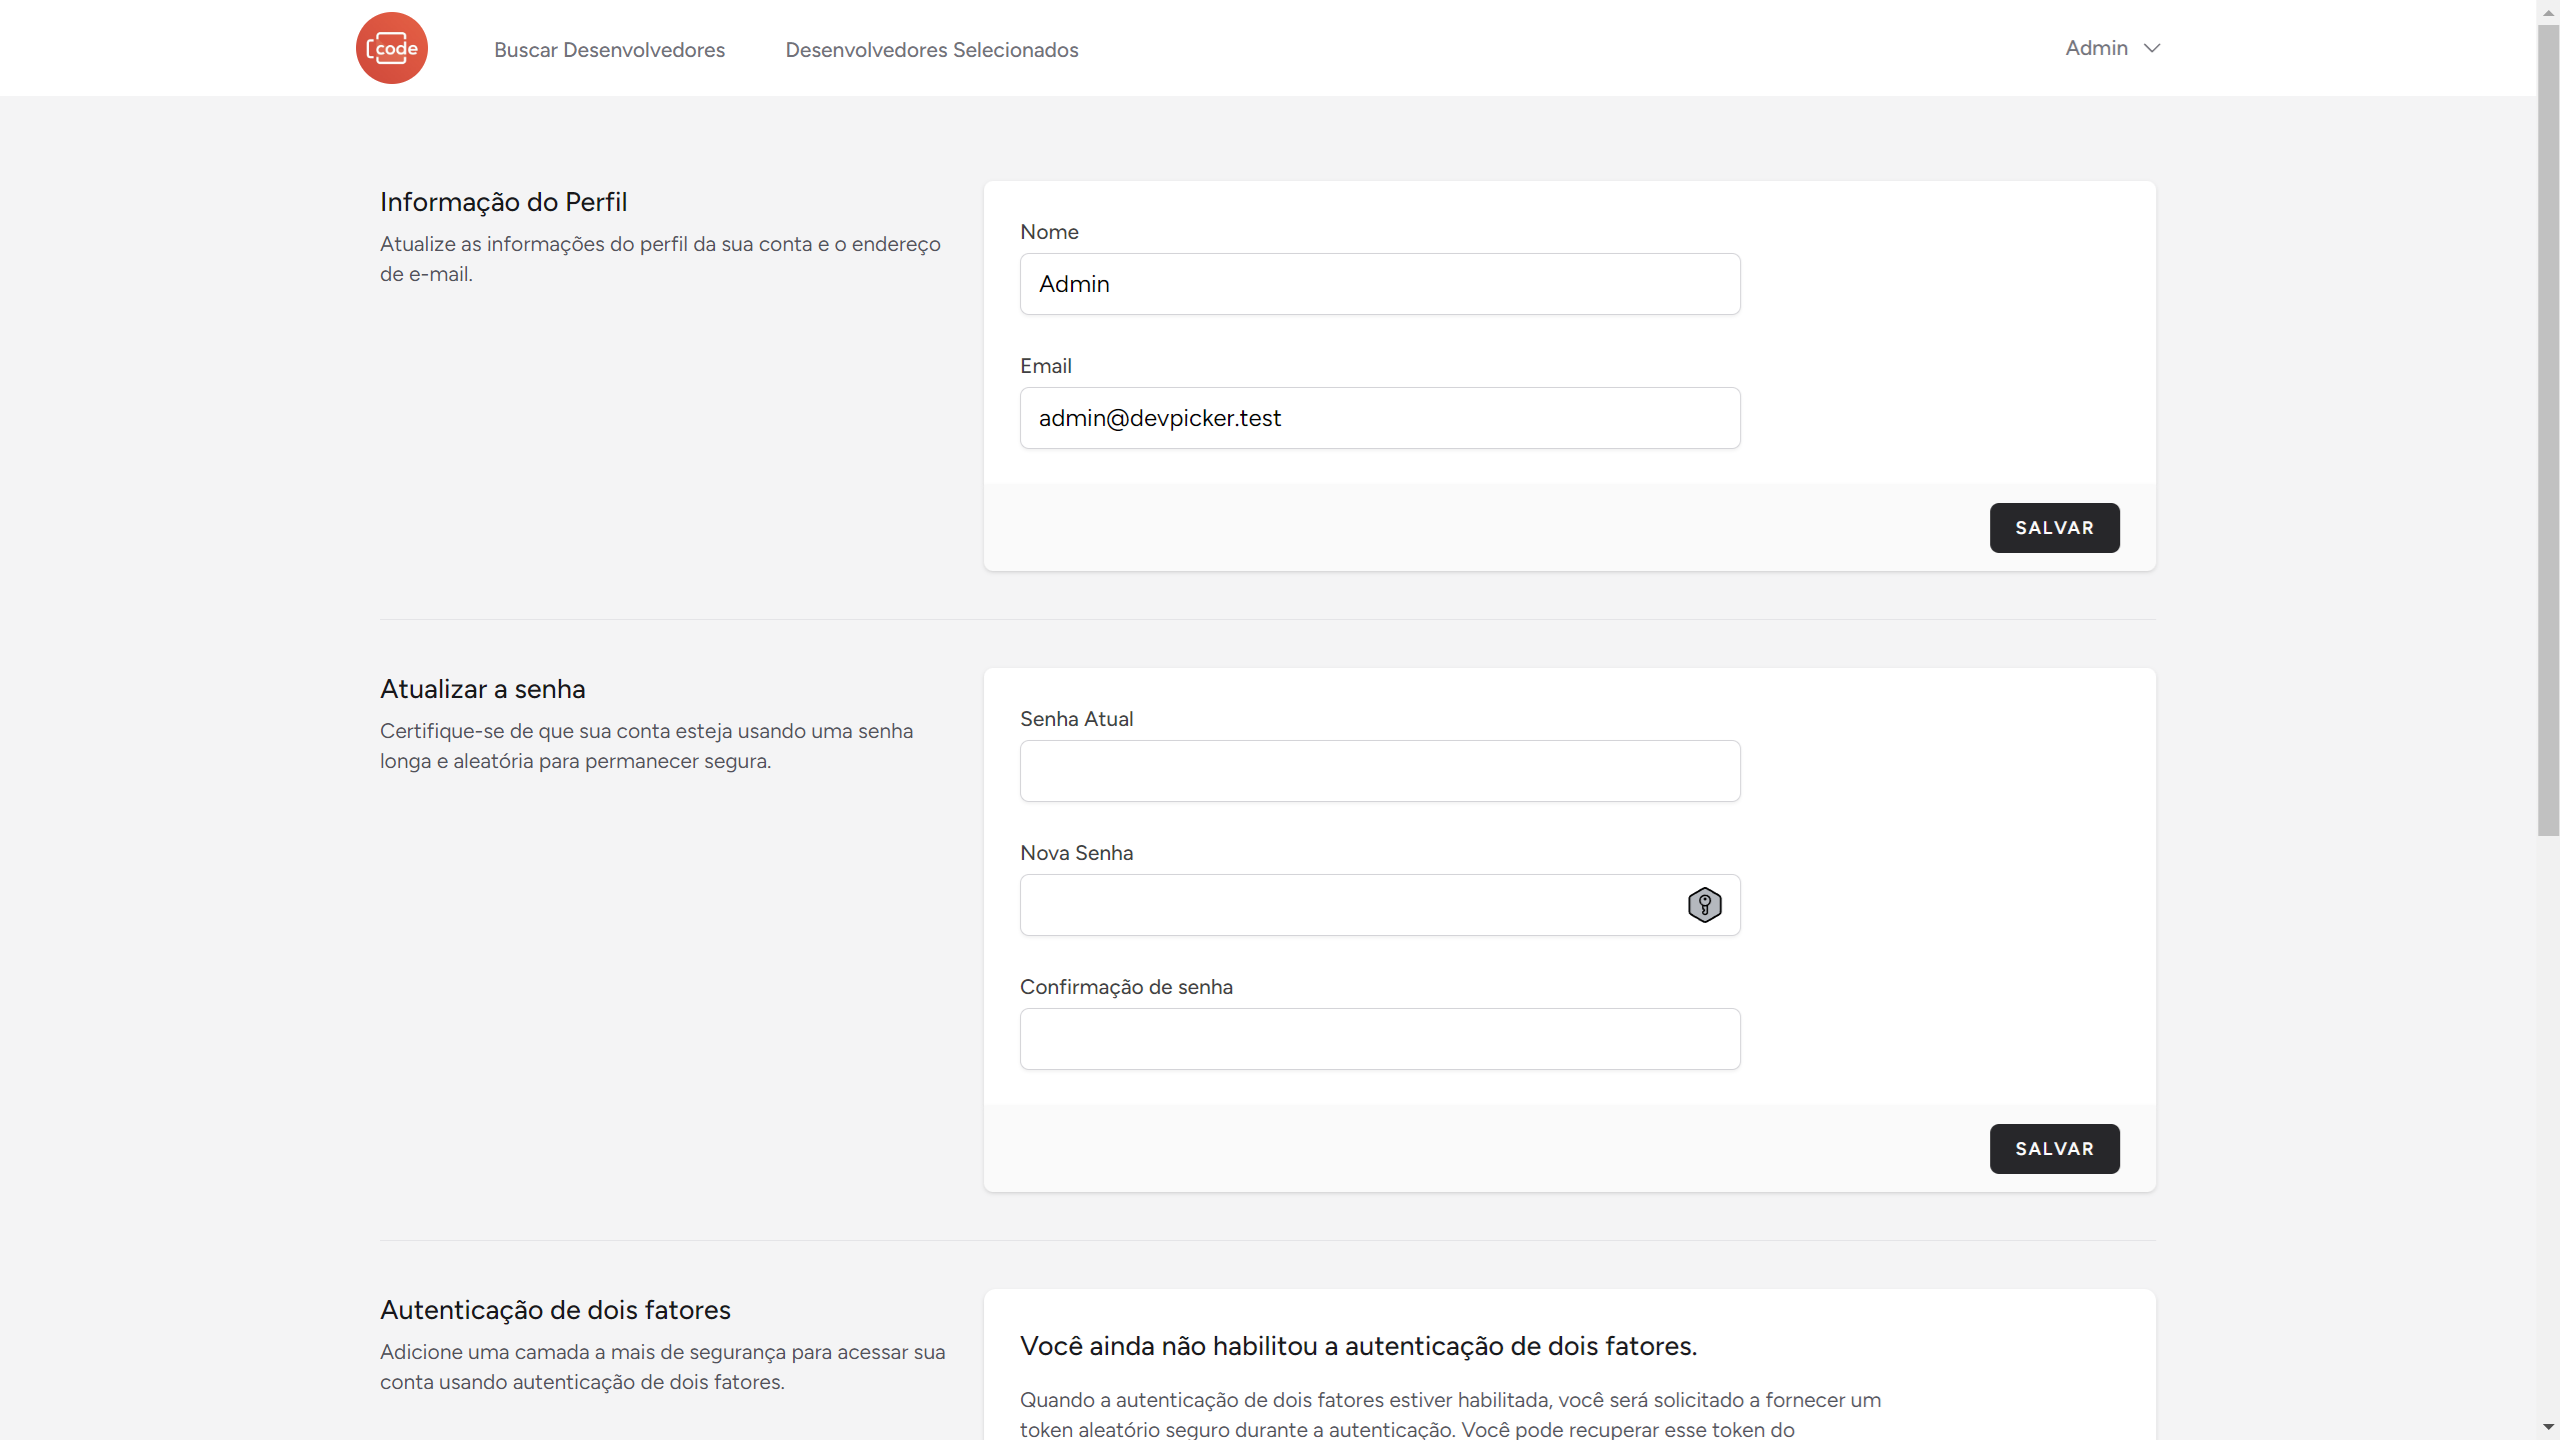 code
Buscar Desenvolvedores
Desenvolvedores Selecionados
Admin
Informação do Perfil
Atualize as informações do perfil da sua conta e o endereço
de e-mail.
Nome
Admin
Email
admin@devpicker.test
SALVAR
Atualizar a senha
Certifique-se de que sua conta esteja usando uma senha
longa e aleatória para permanecer segura.
Senha Atual
Nova Senha
Confirmação de senha
SALVAR
Autenticação de dois fatores
Adicione uma camada a mais de segurança para acessar sua
conta usando autenticação de dois fatores.
Você ainda não habilitou a autenticação de dois fatores.
Quando a autenticação de dois fatores estiver habilitada, você será solicitado a fornecer um
token aleatório seguro durante a autenticação. Você pode recuperar esse token do